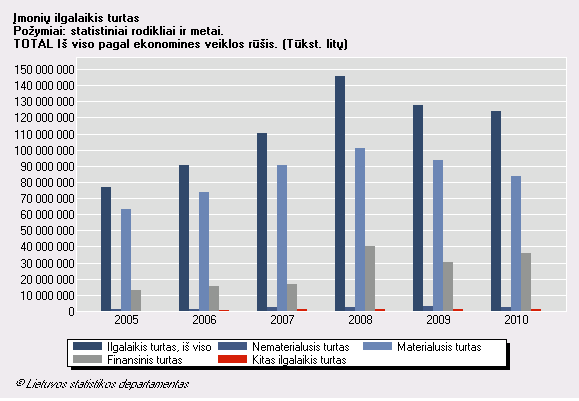 Įmonių ilgalaikis turtas
Požymiai: statistiniai rodikliai ir metai.
TOTAL Iš viso pagal ekonomines veiklos rūšis. (Tūkst. litų)
150 000 000
140 000 000
130 000 000
120 000 000
110 000 000
100 000 000
90 000 000
80 000 000
70 000 000
60 000 000
50 000 000
40 000 000
30 000 000
20 000 000
10 000 000
0
2005 2006 2007 2008 2009 2010
Ilgalaikis turtas, iš viso Nematerialusis turtas Materialusis turtas
Finansinis turtas Kitas ilgalaikis turtas
© Lietuvos statistikos departamentas